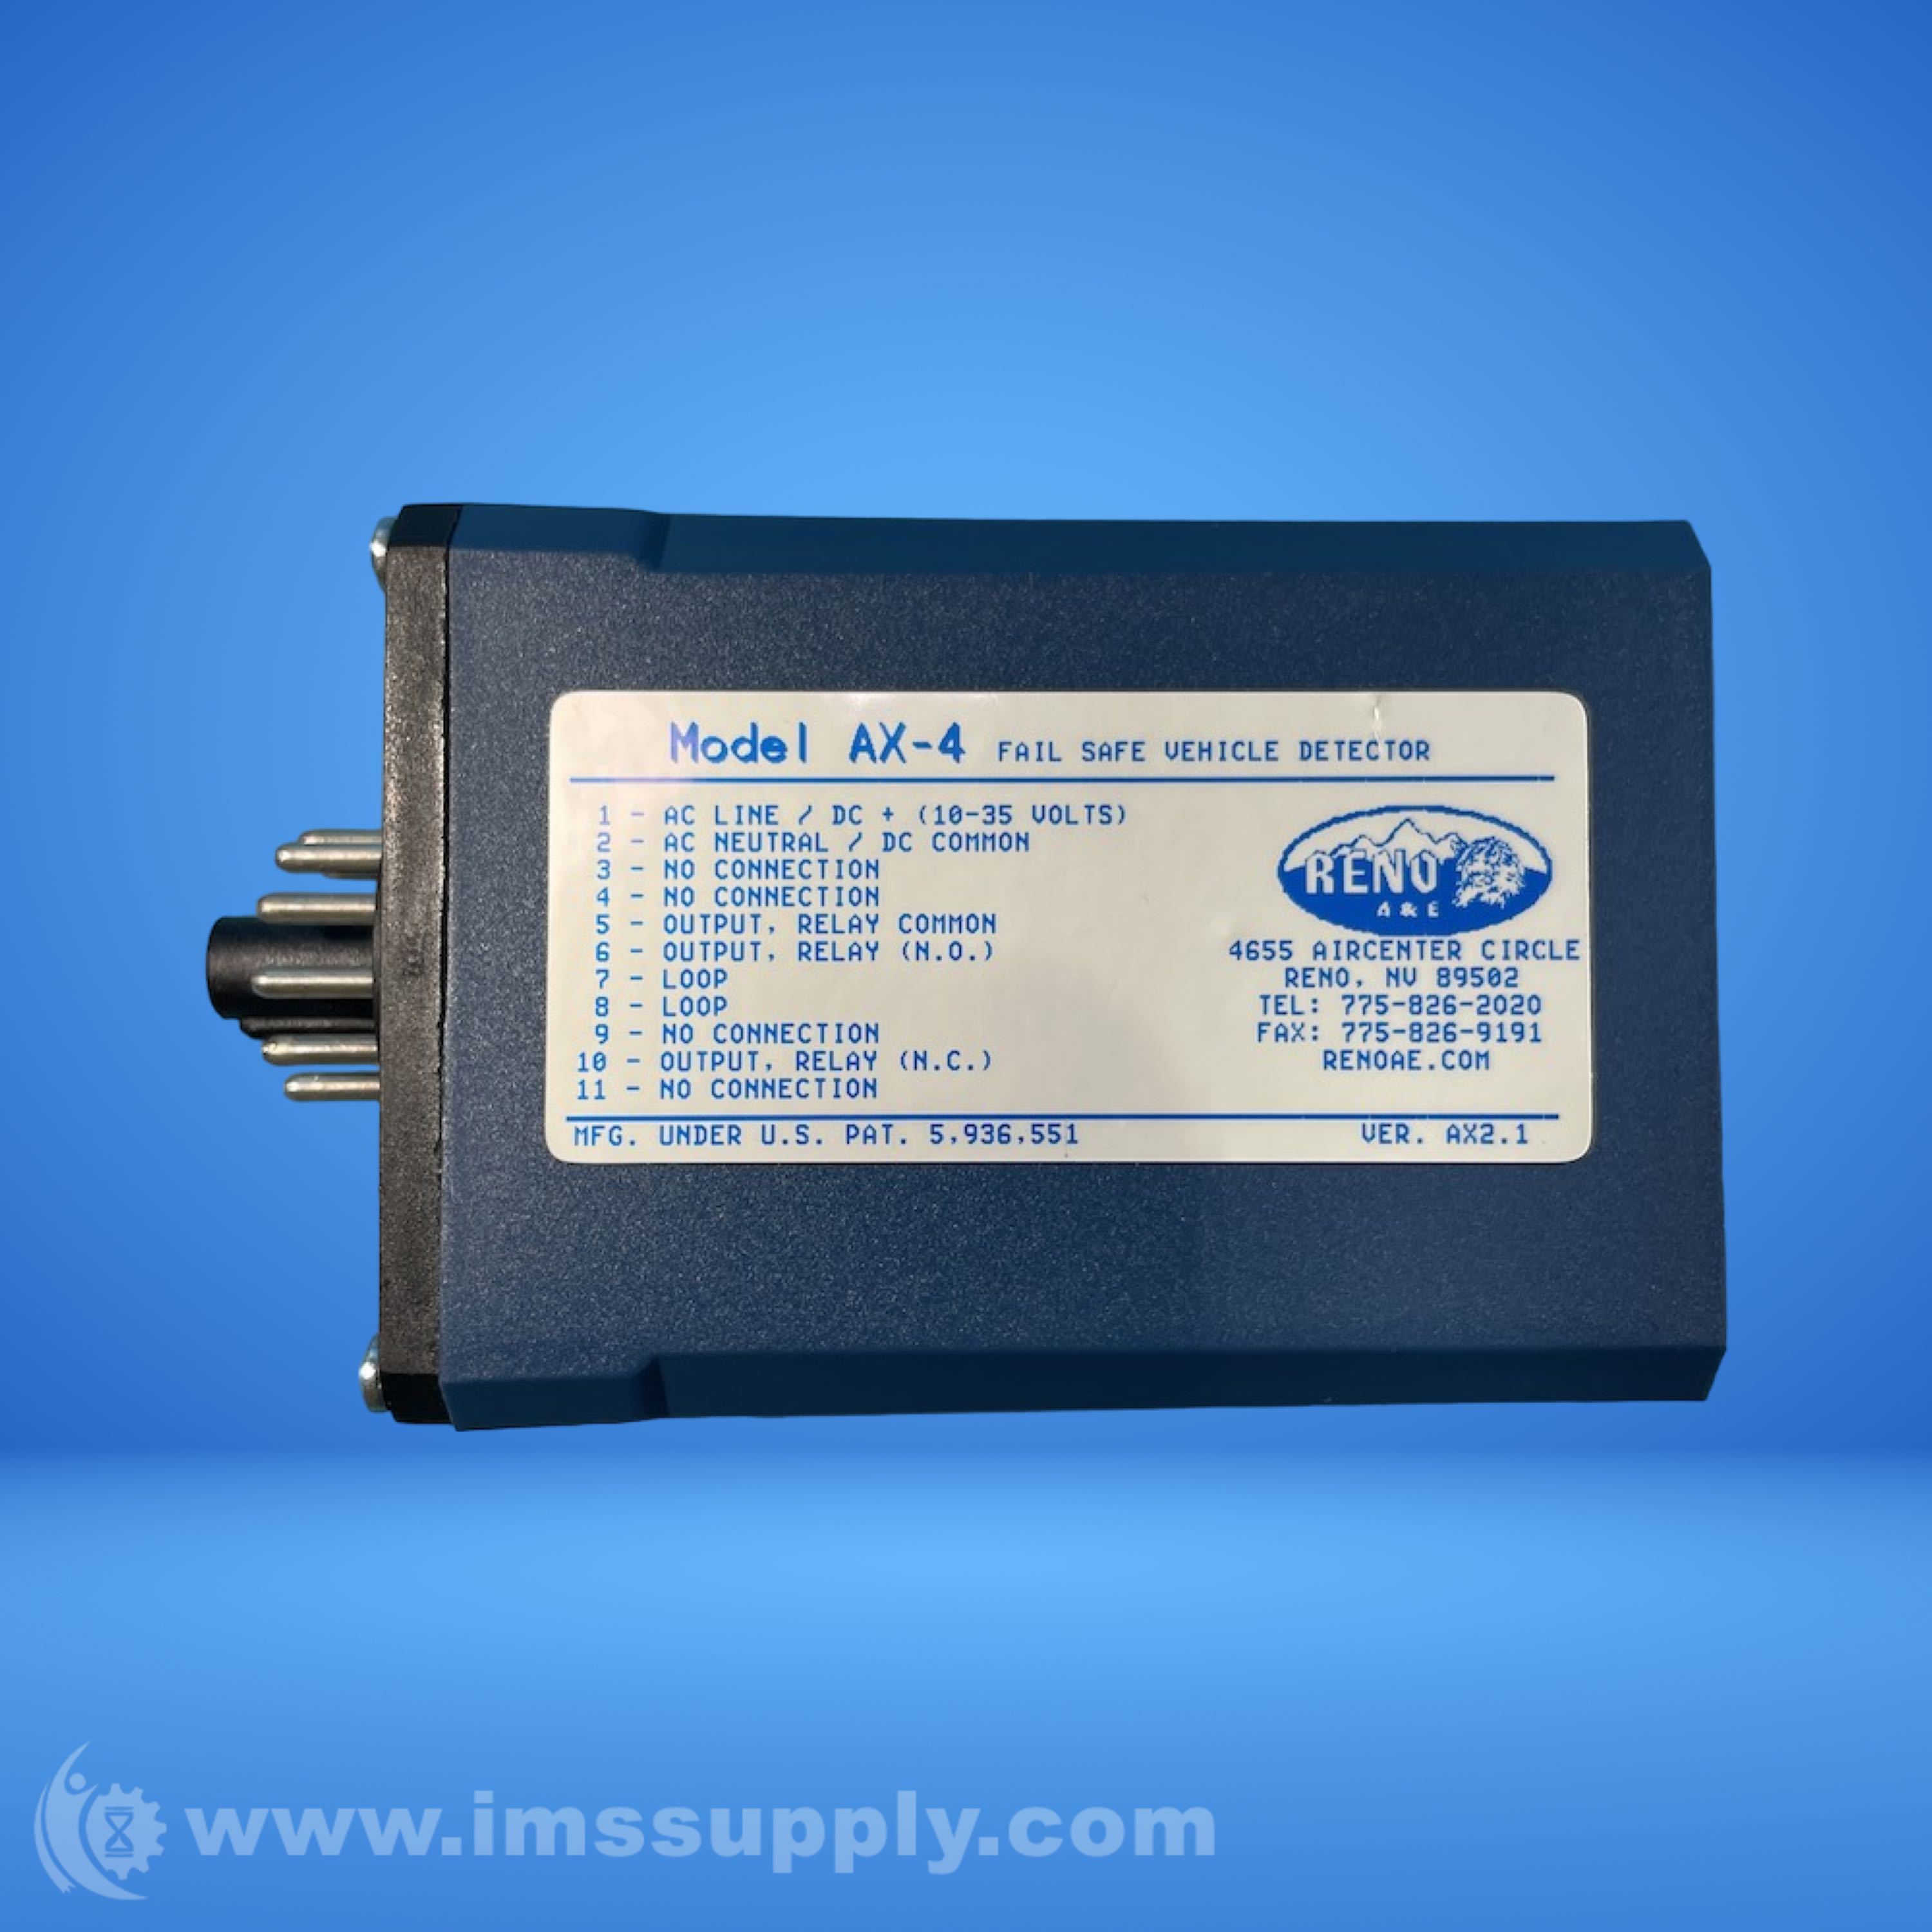 Model AX-4 FAIL SAFE VEHICLE DETECTOR
1 - AC LINE / DC + (10-35 VOLTS)
2 - AC NEUTRAL / DC COMMON
3 - NO CONNECTION
4 - NO CONNECTION
5 - OUTPUT, RELAY COMMON
6 - OUTPUT, RELAY (N.O.)
7 - LOOP
8 - LOOP
9 - NO CONNECTION
10 - OUTPUT, RELAY (N.C.)
11 - NO CONNECTION
RENO
A & E
4655 AIRCENTER CIRCLE
RENO, NV 89502
TEL: 775-826-2020
FAX: 775-826-9191
RENOAE.COM
MFG. UNDER U.S. PAT. 5,936,551 VER. AX2.1
www.imssupply.com